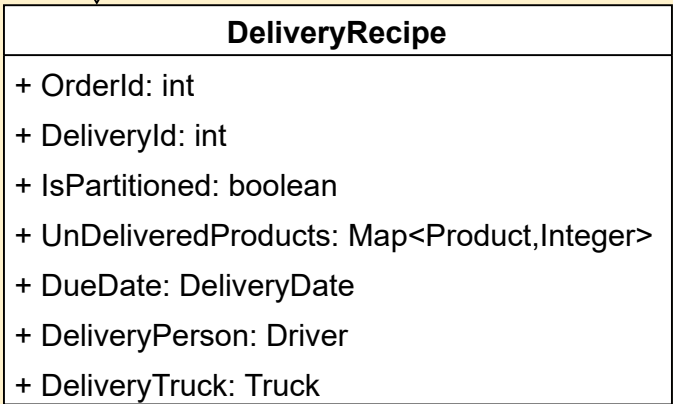 DeliveryRecipe
+ OrderId: int
+ DeliveryId: int
+ IsPartitioned: boolean
+ UnDeliveredProducts: Map<Product,Integer>
+ DueDate: DeliveryDate
+ DeliveryPerson: Driver
+ DeliveryTruck: Truck